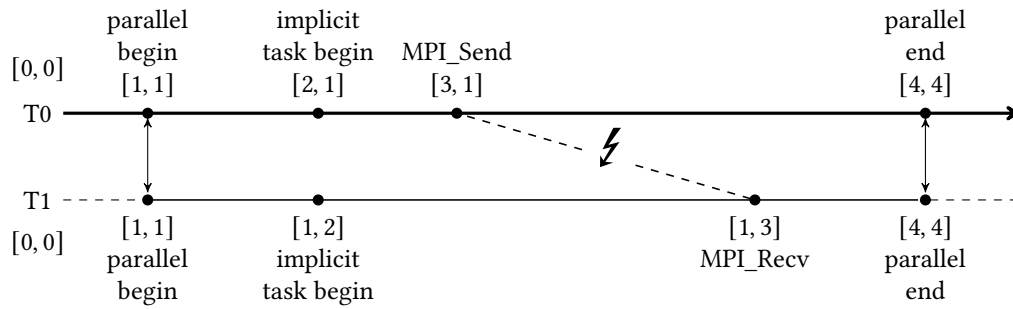 parallel
begin
[1, 1]
implicit
task begin
[2, 1]
MPI_Send
[3, 1]
parallel
end
[4, 4]
[0, 0]
T0
T1
[0, 0]
[1, 1]
parallel
begin
[1, 2]
implicit
task begin
[1, 3]
MPI_Recv
[4, 4]
parallel
end